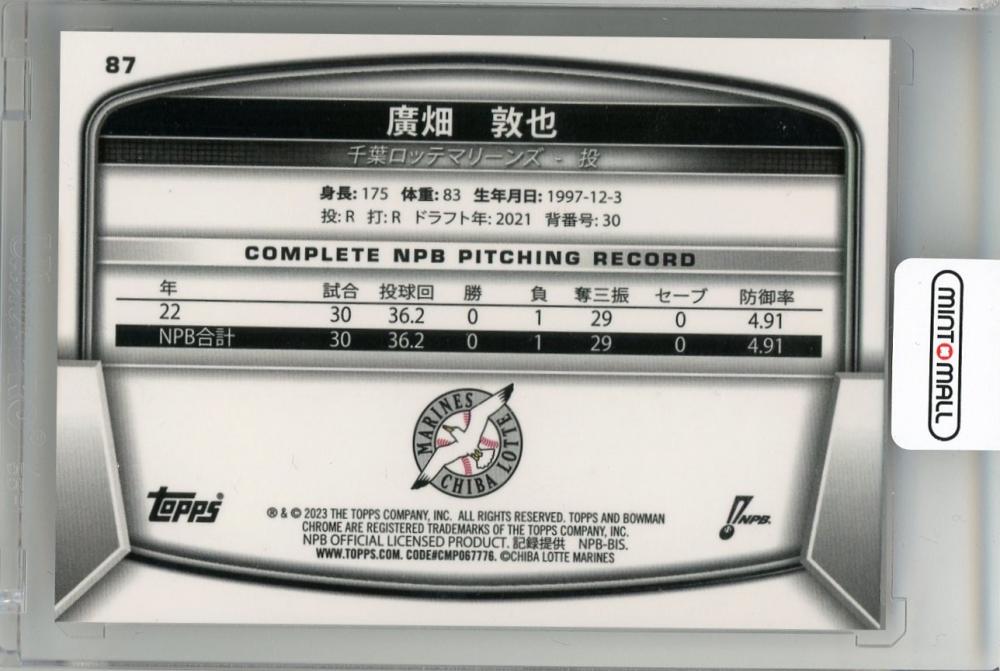 87
廣畑 敦也
千葉ロッテマリーンズ - 投
身長: 175 体重: 83 生年月日: 1997-12-3
投: R 打: R ドラフト年: 2021 背番号: 30
COMPLETE NPB PITCHING RECORD
年 試合 投球回 勝 負 奪三振 セーブ 防御率
22 30 36.2 0 1 29 0 4.91
NPB合計 30 36.2 0 1 29 0 4.91
MARINES
CHIBA LOTTE
topps®
® & © 2023 THE TOPPS COMPANY, INC. ALL RIGHTS RESERVED. TOPPS AND BOWMAN
CHROME ARE REGISTERED TRADEMARKS OF THE TOPPS COMPANY, INC.
NPB OFFICIAL LICENSED PRODUCT. 記録提供 NPB-BIS.
WWW.TOPPS.COM. CODE#CMP067776. ©CHIBA LOTTE MARINES
NPB.
MINT MALL